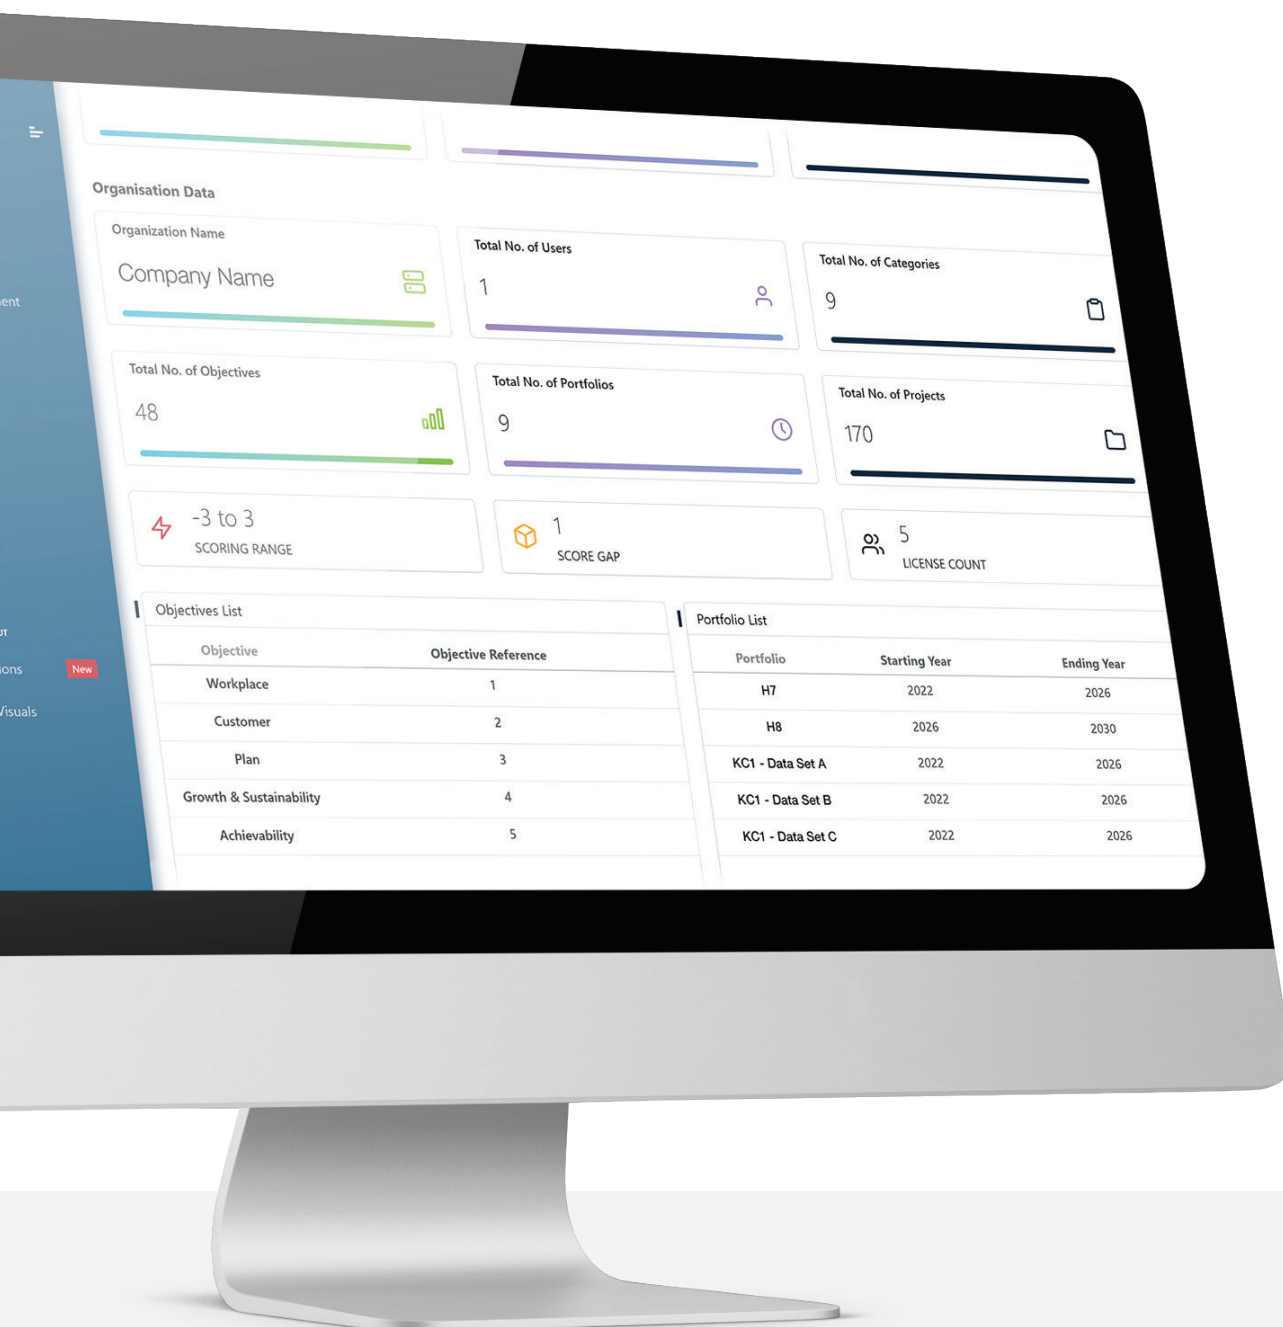 Organisation Data
Organization Name
Company Name
Total No. of Users
1
Total No. of Categories
9
Total No. of Objectives
48
Total No. of Portfolios
9
Total No. of Projects
170
-3 to 3
SCORING RANGE
1
SCORE GAP
5
LICENSE COUNT
New
Visuals
Objectives List
Objective Objective Reference
Workplace 1
Customer 2
Plan 3
Growth & Sustainability 4
Achievability 5
Portfolio List
Portfolio Starting Year Ending Year
H7 2022 2026
H8 2026 2030
KC1 - Data Set A 2022 2026
KC1 - Data Set B 2022 2026
KC1 - Data Set C 2022 2026